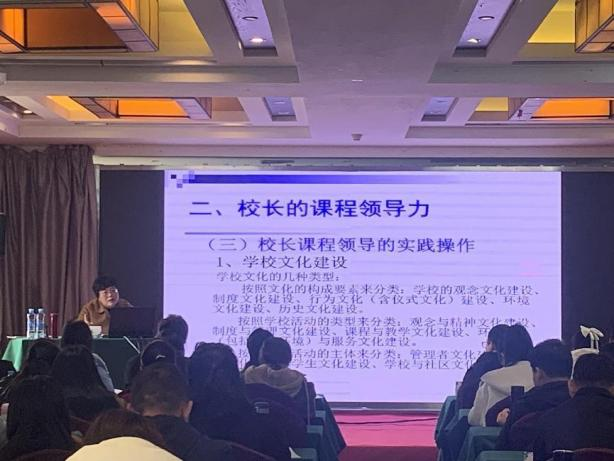 二、校长的课程领导力
（三）校长课程领导的实践操作
1、学校文化建设
学校文化的几种类型：
按照文化的构成要素来分类：学校的观念文化建设、
制度文化建设、行为文化（含仪式文化）建设、环境
文化建设、历史文化建设。
按照学校活动的类型来分类：观念与精神文化建设、
制度与管理文化建设、课程与教学文化建设、环
（包括 环境）与服务文化建设。
按 活动的主体来分类：管理者文化
学生文化建设、学校与社区文化